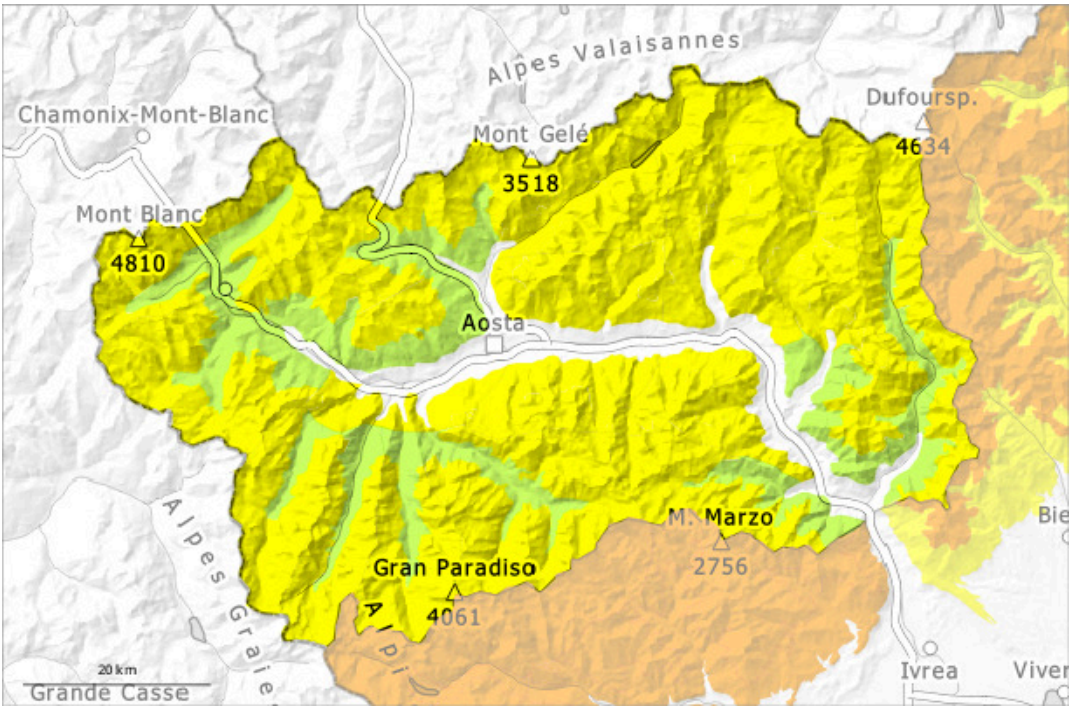 Alpes Valaisannes
Dufoursp.
4634
Chamonix-Mont-Blanc
Mont Gelé
3518
Mont Blanc
4810
Aosta
M. Marzo
2756
Bie
Alpes Graie
Gran Paradiso
4061
Alpi
20 km
Grande Casse
Ivrea
Viver